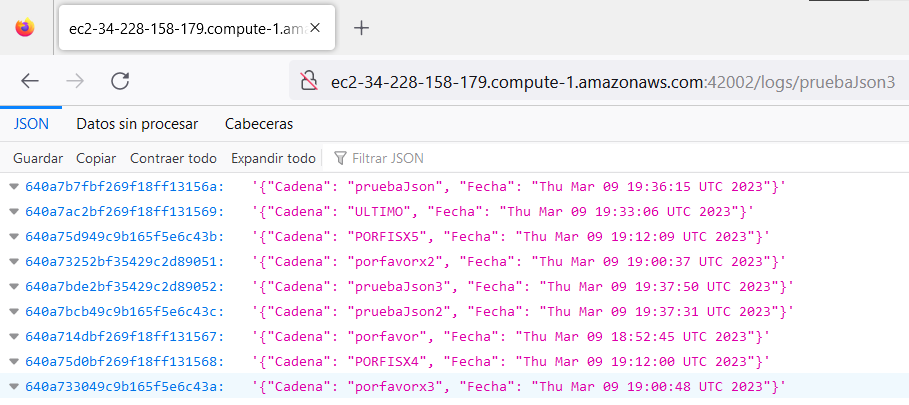 ec2-34-228-158-179.compute-1.am
ec2-34-228-158-179.compute-1.amazonaws.com:42002/logs/pruebaJson3
JSON Datos sin procesar Cabeceras
Guardar Copiar Contraer todo Expandir todo Filtrar JSON
640a7b7fbf269f18ff13156a: '{"Cadena": "pruebaJson", "Fecha": "Thu Mar 09 19:36:15 UTC 2023"}'
640a7ac2bf269f18ff131569: '{"Cadena": "ULTIMO", "Fecha": "Thu Mar 09 19:33:06 UTC 2023"}'
640a75d949c9b165f5e6c43b: '{"Cadena": "PORFISX5", "Fecha": "Thu Mar 09 19:12:09 UTC 2023"}'
640a73252bf35429c2d89051: '{"Cadena": "porfavorx2", "Fecha": "Thu Mar 09 19:00:37 UTC 2023"}'
640a7bde2bf35429c2d89052: '{"Cadena": "pruebaJson3", "Fecha": "Thu Mar 09 19:37:50 UTC 2023"}'
640a7bcb49c9b165f5e6c43c: '{"Cadena": "pruebaJson2", "Fecha": "Thu Mar 09 19:37:31 UTC 2023"}'
640a714dbf269f18ff131567: '{"Cadena": "porfavor", "Fecha": "Thu Mar 09 18:52:45 UTC 2023"}'
640a75d0bf269f18ff131568: '{"Cadena": "PORFISX4", "Fecha": "Thu Mar 09 19:12:00 UTC 2023"}'
640a733049c9b165f5e6c43a: '{"Cadena": "porfavorx3", "Fecha": "Thu Mar 09 19:00:48 UTC 2023"}'